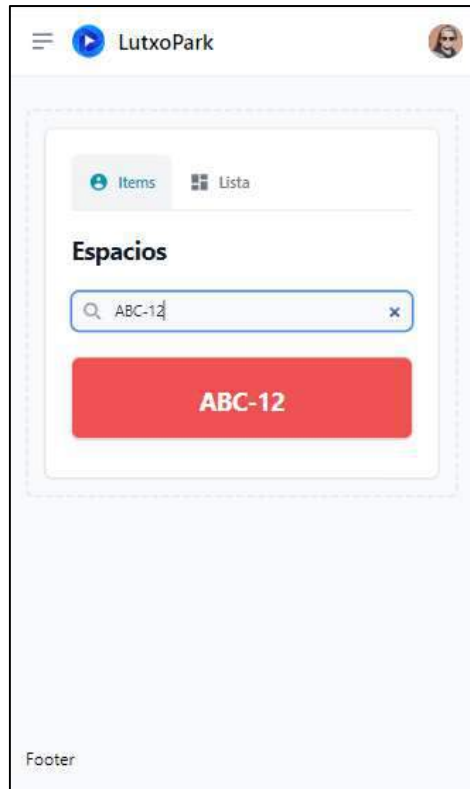 LutxoPark
Items Lista
Espacios
ABC-12
ABC-12
Footer